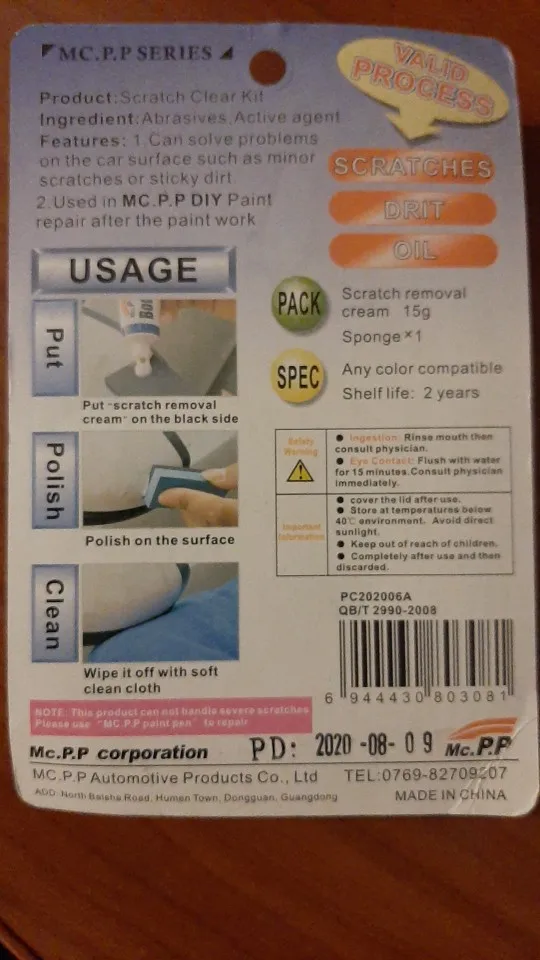 MC.P.P SERIES
VALID
PROCESS
Product:Scratch Clear Kit
Ingredient:Abrasives,Active agent
Features: 1.Can solve problems
on the car surface such as minor
scratches or sticky dirt
2.Used in MC.P.P DIY Paint
repair after the paint work
SCRATCHES
DRIT
OIL
USAGE
PACK
Scratch removal
cream 15g
Sponge×1
SPEC
Any color compatible
Shelf life: 2 years
Put
Put "scratch removal
cream" on the black side
Polish
Polish on the surface
Clean
Wipe it off with soft
clean cloth
Safety
Warning
● Ingestion: Rinse mouth then
consult physician.
● Eye Contact: Flush with water
for 15 minutes.Consult physician
immediately.
Important
Information
● cover the lid after use.
● Store at temperatures below
40℃ environment. Avoid direct
sunlight.
● Keep out of reach of children.
● Completely after use and then
discarded.
PC202006A
QB/T 2990-2008
6 944430 803081
NOTE: This product can not handle severe scratches
Please use "MC.P.P paint pen" to repair
Mc.P.P corporation
PD: 2020-08-09
Mc.P.P
MC.P.P Automotive Products Co., Ltd
TEL:0769-82709207
ADD: North Baisha Road, Humen Town, Dongguan, Guangdong
MADE IN CHINA